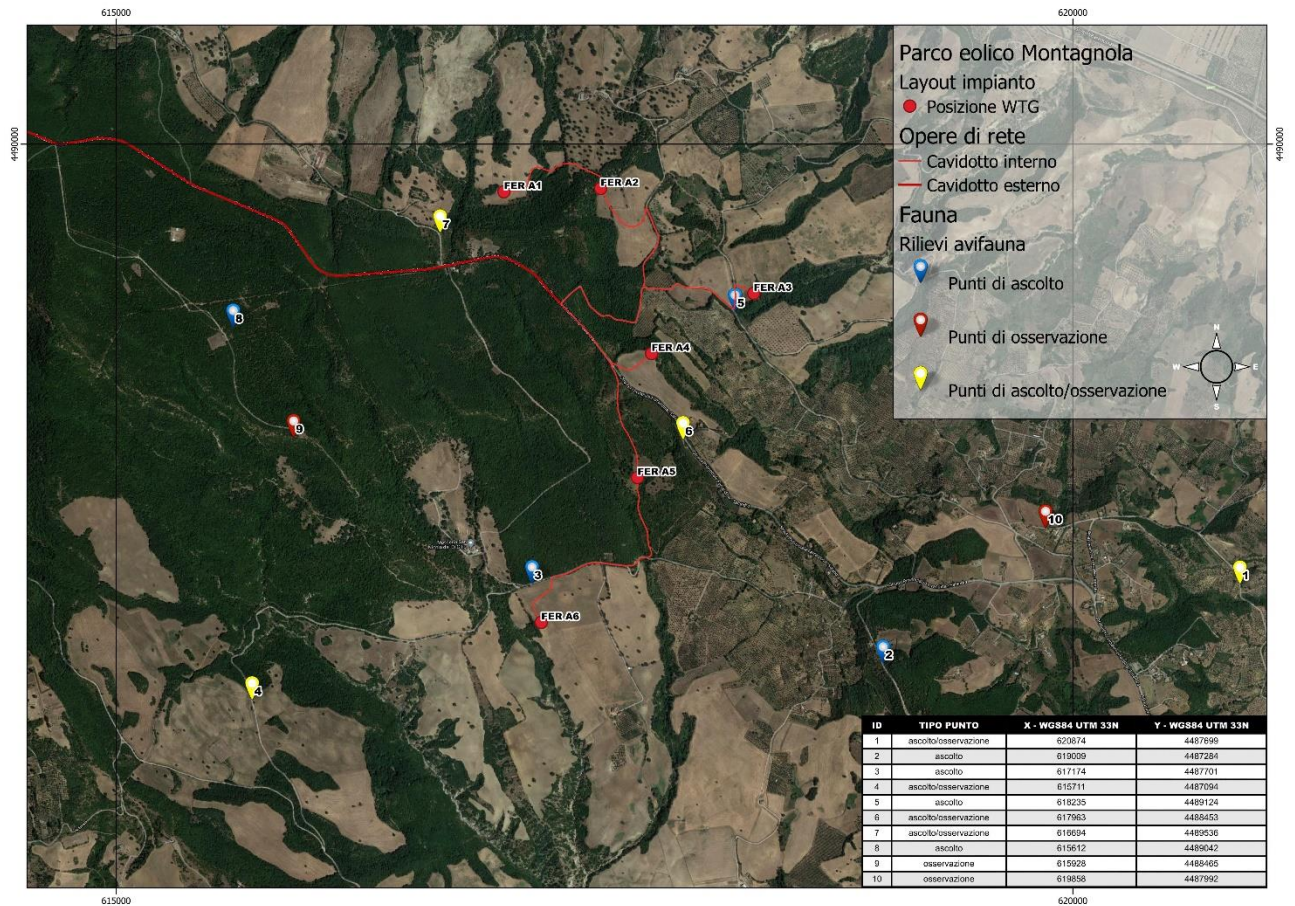 615000
620000
Parco eolico Montagnola
Layout impianto
Posizione WTG
Opere di rete
Cavidotto interno
Cavidotto esterno
Fauna
Rilievi avifauna
Punti di ascolto
Punti di osservazione
Punti di ascolto/osservazione
N
W
E
S
4490000
4490000
FER A1
FER A2
7
5
FER A3
8
FER A4
9
6
FER A5
10
3
1
FER A6
2
4
ID TIPO PUNTO X - WGS84 UTM 33N Y - WGS84 UTM 33N
1 ascolto/osservazione 620874 4487699
2 ascolto 619009 4487284
3 ascolto 617174 4487701
4 ascolto/osservazione 615711 4487094
5 ascolto 618235 4489124
6 ascolto/osservazione 617963 4488453
7 ascolto/osservazione 616694 4489536
8 ascolto 615612 4489042
9 osservazione 615928 4488465
10 osservazione 619858 4487992
615000
620000